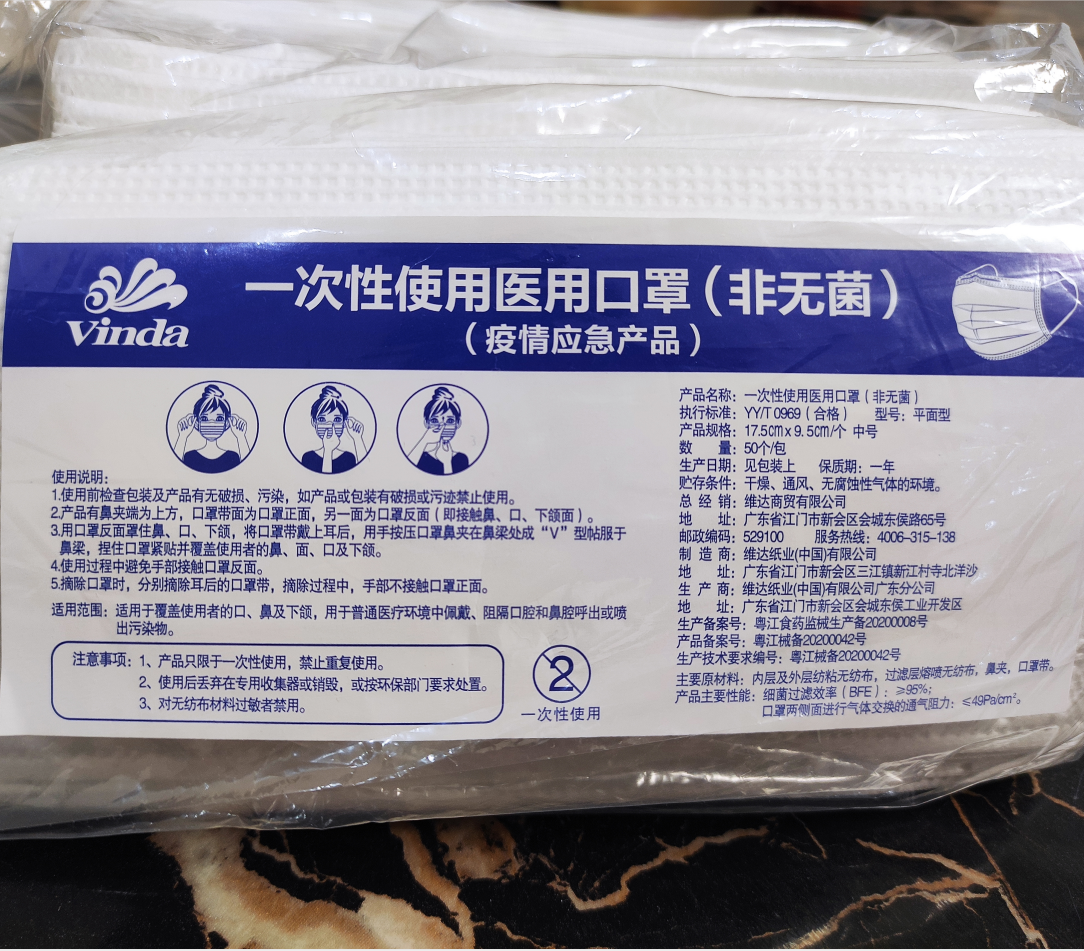 Vinda
一次性使用医用口罩（非无菌）
（疫情应急产品）
使用说明：
1.使用前检查包装及产品有无破损、污染，如产品或包装有破损或污迹禁止使用。
2.产品有鼻夹端为上方，口罩带面为口罩正面，另一面为口罩反面（即接触鼻、口、下颌面）。
3.用口罩反面罩住鼻、口、下颌，将口罩带戴上耳后，用手按压口罩鼻夹在鼻梁处成“V”型帖服于
鼻梁，捏住口罩紧贴并覆盖使用者的鼻、面、口及下颌。
4.使用过程中避免手部接触口罩反面。
5.摘除口罩时，分别摘除耳后的口罩带，摘除过程中，手部不接触口罩正面。
适用范围：适用于覆盖使用者的口、鼻及下颌，用于普通医疗环境中佩戴、阻隔口腔和鼻腔呼出或喷
出污染物。
注意事项：1、产品只限于一次性使用，禁止重复使用。
2、使用后丢弃在专用收集器或销毁，或按环保部门要求处置。
3、对无纺布材料过敏者禁用。
2
一次性使用
产品名称：一次性使用医用口罩（非无菌）
执行标准：YY/T 0969（合格） 型号：平面型
产品规格：17.5cm x 9.5cm/个 中号
数 量：50个/包
生产日期：见包装上 保质期：一年
贮存条件：干燥、通风、无腐蚀性气体的环境。
总 经 销：维达商贸有限公司
地 址：广东省江门市新会区会城东侯路65号
邮政编码：529100 服务热线：4006-315-138
制 造 商：维达纸业(中国)有限公司
地 址：广东省江门市新会区三江镇新江村寺北洋沙
生 产 商：维达纸业(中国)有限公司广东分公司
地 址：广东省江门市新会区会城东侯工业开发区
生产备案号：粤江食药监械生产备20200008号
产品备案号：粤江械备20200042号
生产技术要求编号：粤江械备20200042号
主要原材料：内层及外层纺粘无纺布，过滤层熔喷无纺布，鼻夹，口罩带。
产品主要性能：细菌过滤效率（BFE）：≥95%；
口罩两侧面进行气体交换的通气阻力：≤49Pa/cm²。